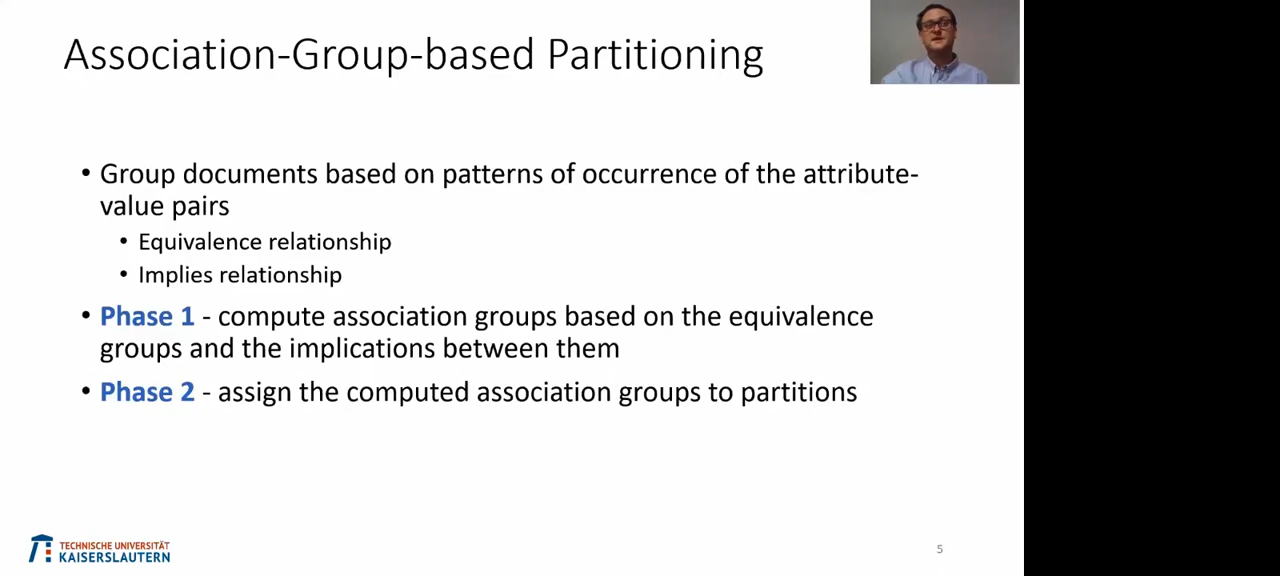 Association-Group-based Partitioning
• Group documents based on patterns of occurrence of the attribute-
value pairs
• Equivalence relationship
• Implies relationship
• Phase 1 - compute association groups based on the equivalence
groups and the implications between them
• Phase 2 - assign the computed association groups to partitions
TECHNISCHE UNIVERSITÄT
KAISERSLAUTERN
5